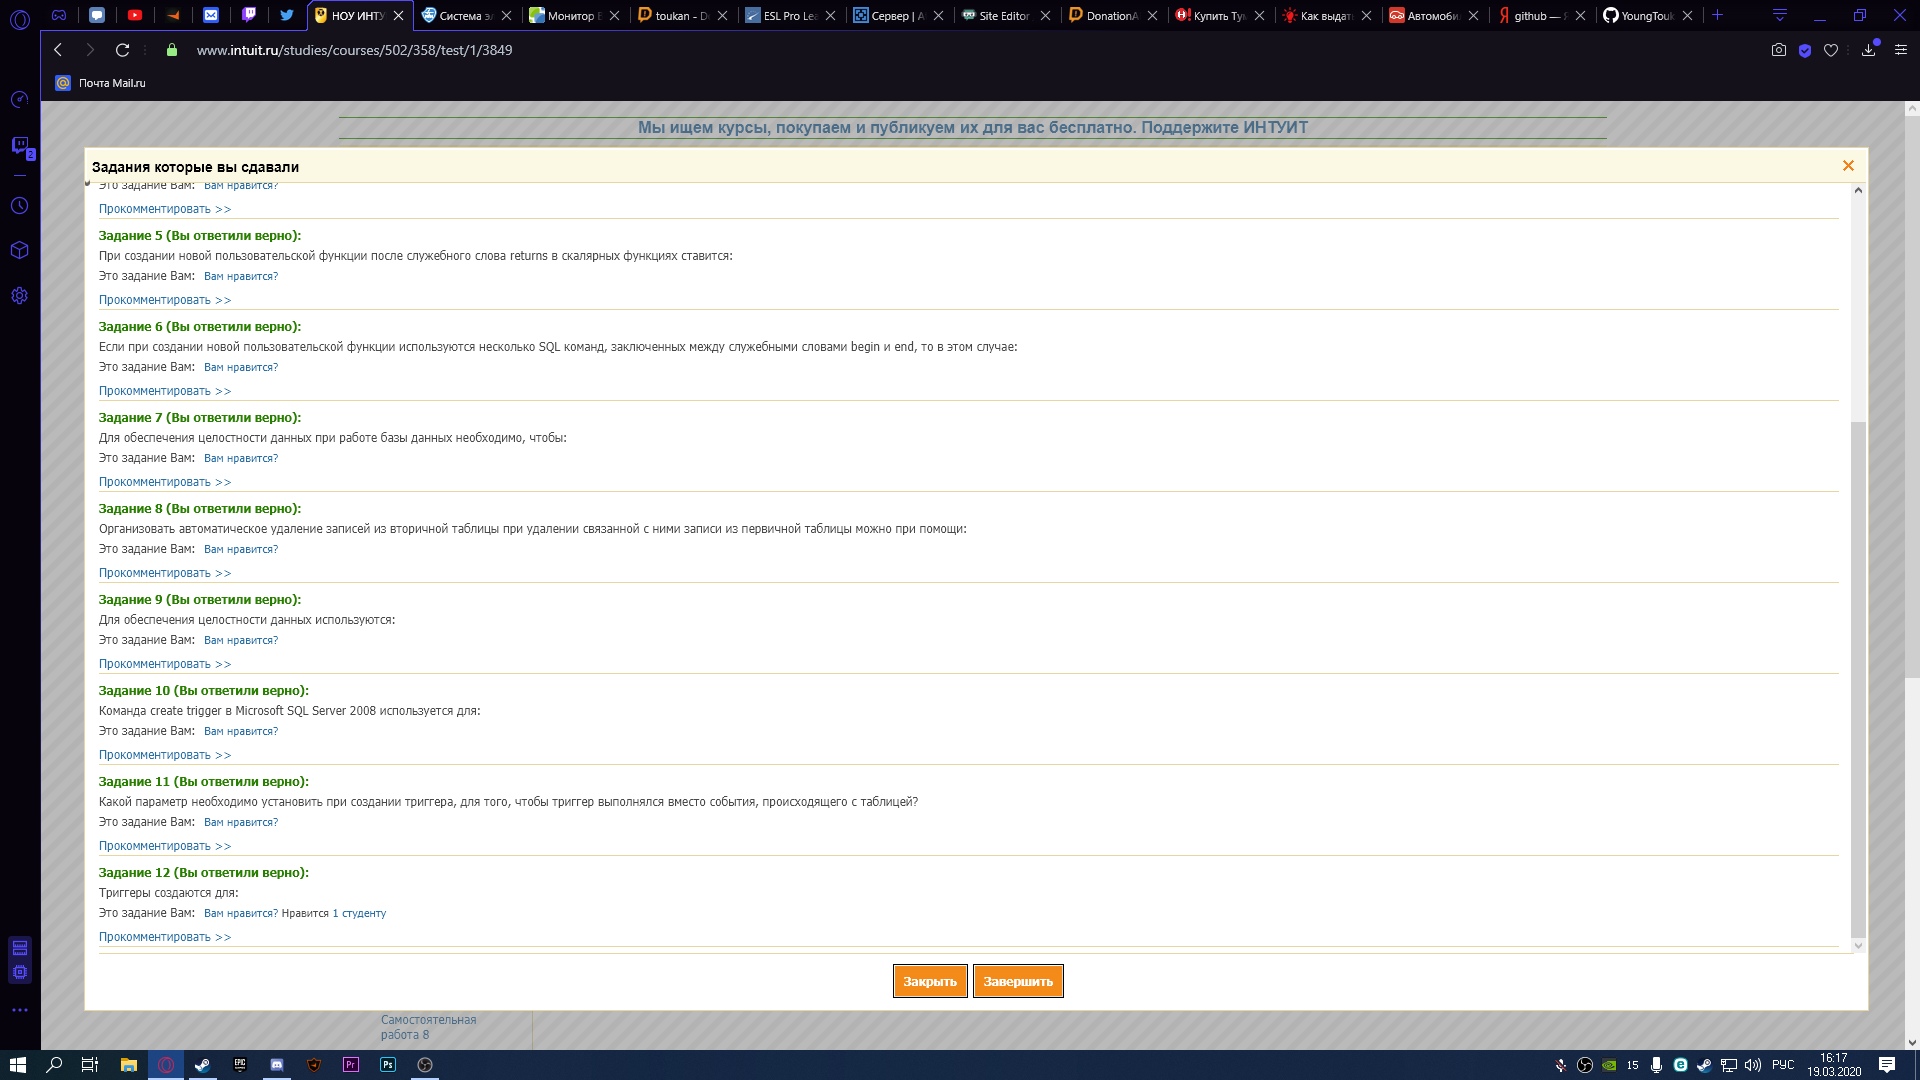 НОУ ИНТУ
Система эл
Монитор Е
toukan - Do
ESL Pro Lea
Сервер | А
Site Editor
DonationA
Купить Тум
Как выдат
Автомоби
github —
YoungTouk
www.intuit.ru/studies/courses/502/358/test/1/3849
Почта Mail.ru
Мы ищем курсы, покупаем и публикуем их для вас бесплатно. Поддержите ИНТУИТ
Задания которые вы сдавали
Это задание Вам: Вам нравится?
Прокомментировать >>
Задание 5 (Вы ответили верно):
При создании новой пользовательской функции после служебного слова returns в скалярных функциях ставится:
Это задание Вам: Вам нравится?
Прокомментировать >>
Задание 6 (Вы ответили верно):
Если при создании новой пользовательской функции используются несколько SQL команд, заключенных между служебными словами begin и end, то в этом случае:
Это задание Вам: Вам нравится?
Прокомментировать >>
Задание 7 (Вы ответили верно):
Для обеспечения целостности данных при работе базы данных необходимо, чтобы:
Это задание Вам: Вам нравится?
Прокомментировать >>
Задание 8 (Вы ответили верно):
Организовать автоматическое удаление записей из вторичной таблицы при удалении связанной с ними записи из первичной таблицы можно при помощи:
Это задание Вам: Вам нравится?
Прокомментировать >>
Задание 9 (Вы ответили верно):
Для обеспечения целостности данных используются:
Это задание Вам: Вам нравится?
Прокомментировать >>
Задание 10 (Вы ответили верно):
Команда create trigger в Microsoft SQL Server 2008 используется для:
Это задание Вам: Вам нравится?
Прокомментировать >>
Задание 11 (Вы ответили верно):
Какой параметр необходимо установить при создании триггера, для того, чтобы триггер выполнялся вместо события, происходящего с таблицей?
Это задание Вам: Вам нравится?
Прокомментировать >>
Задание 12 (Вы ответили верно):
Триггеры создаются для:
Это задание Вам: Вам нравится? Нравится 1 студенту
Прокомментировать >>
Закрыть Завершить
Самостоятельная
работа 8
2
15
РУС
16:17
19.03.2020